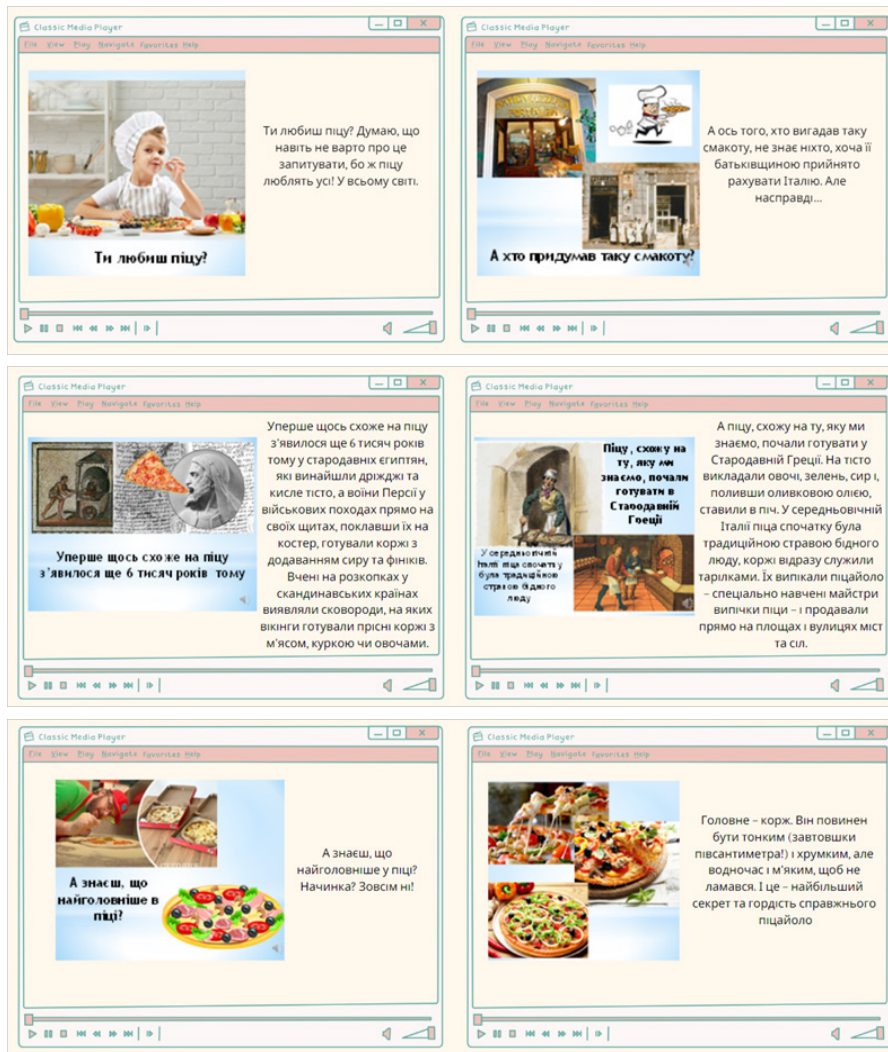 Classic Media Player
File View Play Navigate Favorites Help
Ти любиш піцу?
Ти любиш піцу? Думаю, що
навіть не варто про це
запитувати, бо ж піцу
люблять усі! У всьому світі.
Classic Media Player
File View Play Navigate Favorites Help
А хто придумав таку смакоту?
А ось того, хто вигадав таку
смакоту, не знає ніхто, хоча її
батьківщиною прийнято
рахувати Італію. Але
насправді...
Classic Media Player
File View Play Navigate Favorites Help
Уперше щось схоже на піцу
з'явилося ще 6 тисяч років тому
Уперше щось схоже на піцу
з'явилося ще 6 тисяч років
тому у стародавніх єгиптян,
які винайшли дріжджі та
кисле тісто, а воїни Персії у
військових походах прямо на
своїх щитах, поклавши їх на
костер, готували коржі з
додаванням сиру та фініків.
Вчені на розкопках у
скандинавських країнах
виявляли сковороди, на яких
вікінги готували прісні коржі з
м'ясом, куркою чи овочами.
Classic Media Player
File View Play Navigate Favorites Help
Піцу, схожу на
ту, яку ми
знаємо, почали
готувати в
Стародавній
Греції
У середньовічній
Італії піца спочатку
була традиційною
стравою бідного
люду
А піцу, схожу на ту, яку ми
знаємо, почали готувати у
Стародавній Греції. На тісто
викладали овочі, зелень, сир і,
поливши оливковою олією,
ставили в піч. У середньовічній
Італії піца спочатку була
традиційною стравою бідного
люду, коржі відразу служили
тарілками. Їх випікали піцайоло
– спеціально навчені майстри
випічки піци – і продавали
прямо на площах і вулицях міст
та сіл.
Classic Media Player
File View Play Navigate Favorites Help
А знаєш, що
найголовніше в
піці?
А знаєш, що
найголовніше у піці?
Начинка? Зовсім ні!
Classic Media Player
File View Play Navigate Favorites Help
Головне – корж. Він повинен
бути тонким (завтовшки
півсантиметра!) і хрумким, але
водночас і м'яким, щоб не
ламався. І це – найбільший
секрет та гордість справжнього
піцайоло